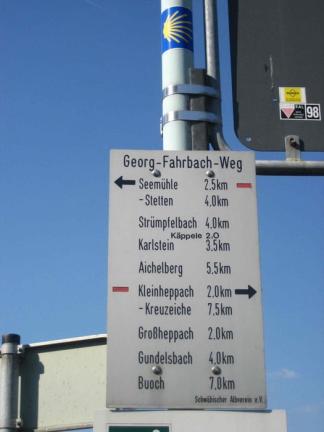 98
Georg-Fahrbach-Weg
Seemühle 2,5km
-Stetten 4,0km
Strümpfelbach 4,0km
Käppele 2,0
Karlstein 3,5km
Aichelberg 5,5km
Kleinheppach 2,0km
-Kreuzeiche 7,5km
Großheppach 2,0km
Gundelsbach 4,0km
Buoch 7,0km
Schwäbischer Albverein e.V.